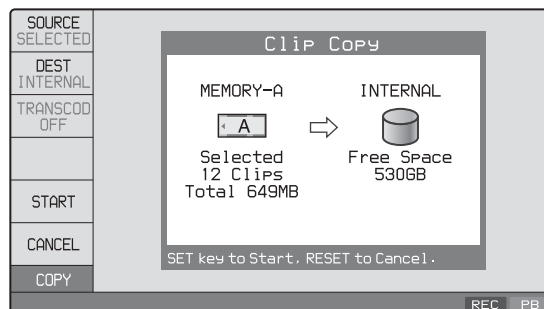 SOURCE
SELECTED
DEST
INTERNAL
TRANSCOD
OFF
START
CANCEL
COPY
Clip Copy
MEMORY-A
INTERNAL
A
Selected
12 Clips
Total 649MB
Free Space
530GB
SET key to Start, RESET to Cancel.
REC PB